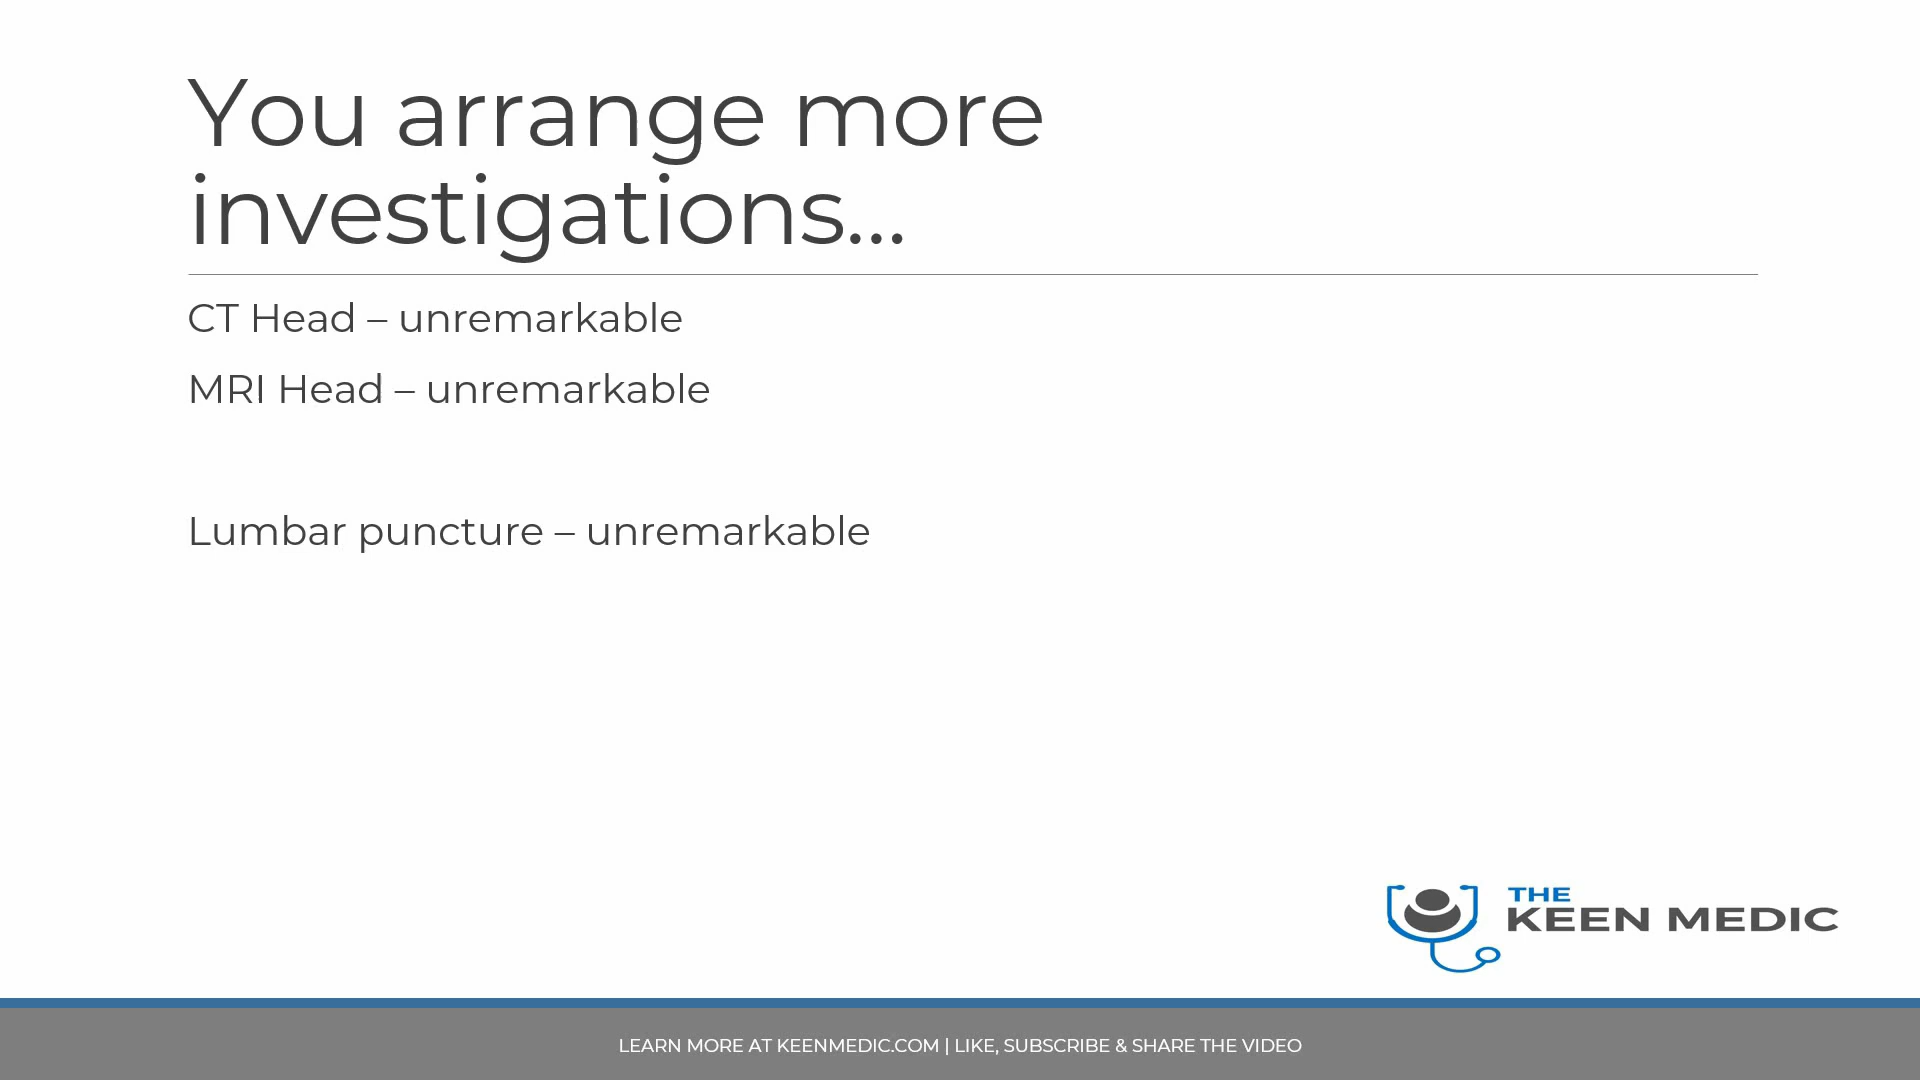 You arrange more
investigations...
CT Head – unremarkable
MRI Head – unremarkable
Lumbar puncture – unremarkable
THE
KEEN MEDIC
LEARN MORE AT KEENMEDIC.COM | LIKE, SUBSCRIBE & SHARE THE VIDEO